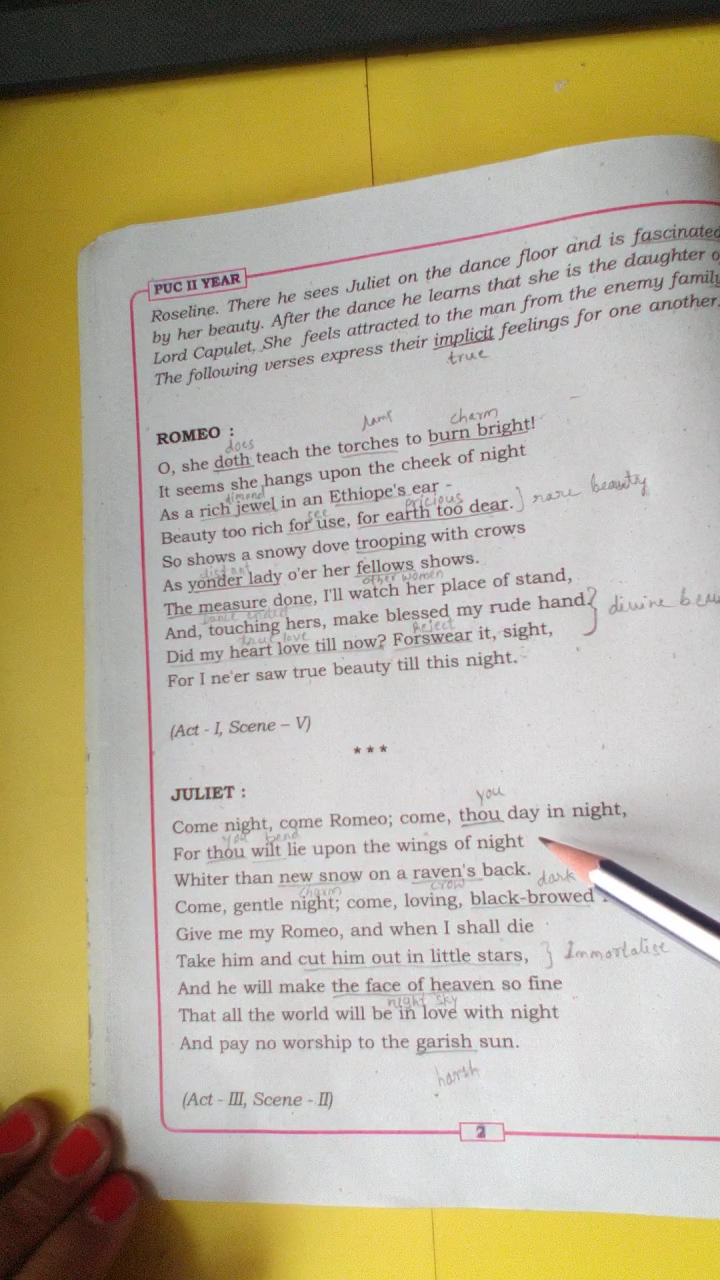 PUC II YEAR
Roseline. There he sees Juliet on the dance floor and is fascinated
by her beauty. After the dance he learns that she is the daughter o
Lord Capulet. She feels attracted to the man from the enemy family
The following verses express their implicit feelings for one another.
true
ROMEO :
does charm
O, she doth teach the torches to burn bright!
It seems she hangs upon the cheek of night
As a rich jewel in an Ethiope's ear -
dimond see pricious
Beauty too rich for use, for earth too dear. } rare beauty
So shows a snowy dove trooping with crows
As yonder lady o'er her fellows shows.
distant other women
The measure done, I'll watch her place of stand,
And, touching hers, make blessed my rude hand. } divine beau
true love Reject
Did my heart love till now? Forswear it, sight,
For I ne'er saw true beauty till this night.
(Act - I, Scene - V)
* * *
JULIET :
you
Come night, come Romeo; come, thou day in night,
you bend
For thou wilt lie upon the wings of night
Whiter than new snow on a raven's back.
charm crow dark
Come, gentle night; come, loving, black-browed
Give me my Romeo, and when I shall die
Take him and cut him out in little stars, } Immortalise
And he will make the face of heaven so fine
night sky
That all the world will be in love with night
And pay no worship to the garish sun.
harsh
(Act - III, Scene - II)
2